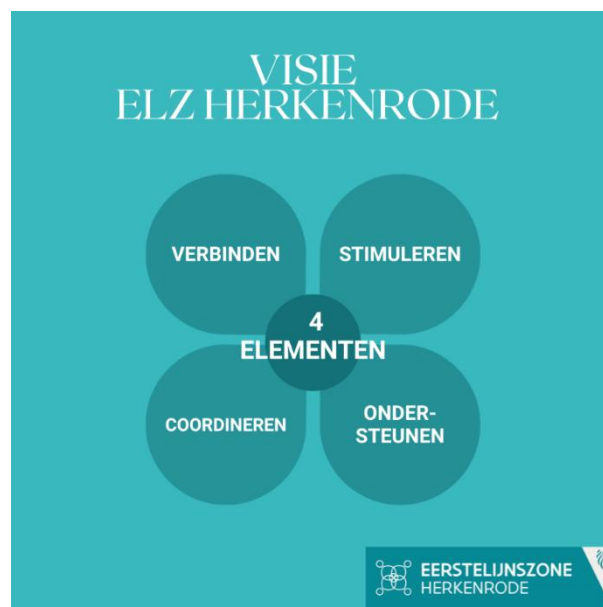 VISIE
ELZ HERKENRODE
VERBINDEN
STIMULEREN
4
ELEMENTEN
COORDINEREN
ONDER-
STEUNEN
EERSTELIJNSZONE
HERKENRODE